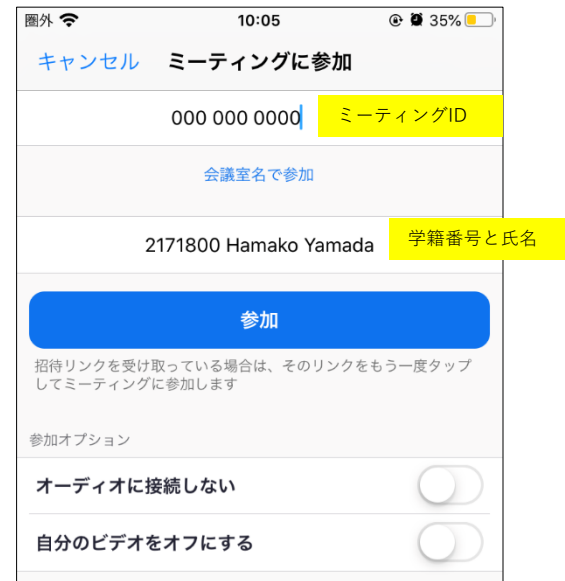 圏外 10:05 35%
キャンセル ミーティングに参加
000 000 0000 ミーティングID
会議室名で参加
2171800 Hamako Yamada 学籍番号と氏名
参加
招待リンクを受け取っている場合は、そのリンクをもう一度タップ
してミーティングに参加します
参加オプション
オーディオに接続しない
自分のビデオをオフにする